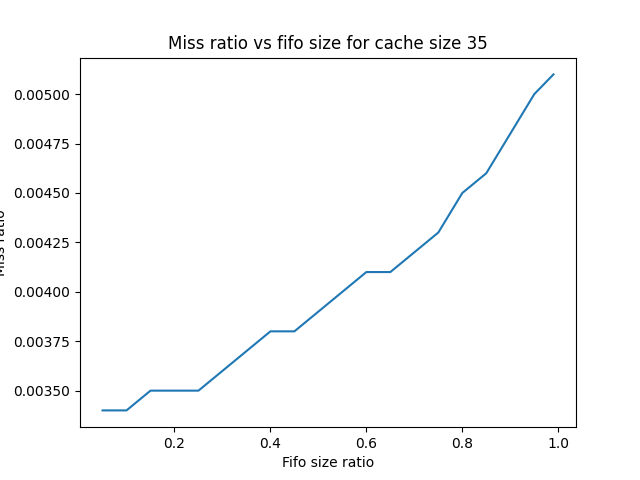 Miss ratio vs fifo size for cache size 35
0.00500
0.00475
0.00450
0.00425
0.00400
0.00375
0.00350
Miss ratio
0.2 0.4 0.6 0.8 1.0
Fifo size ratio